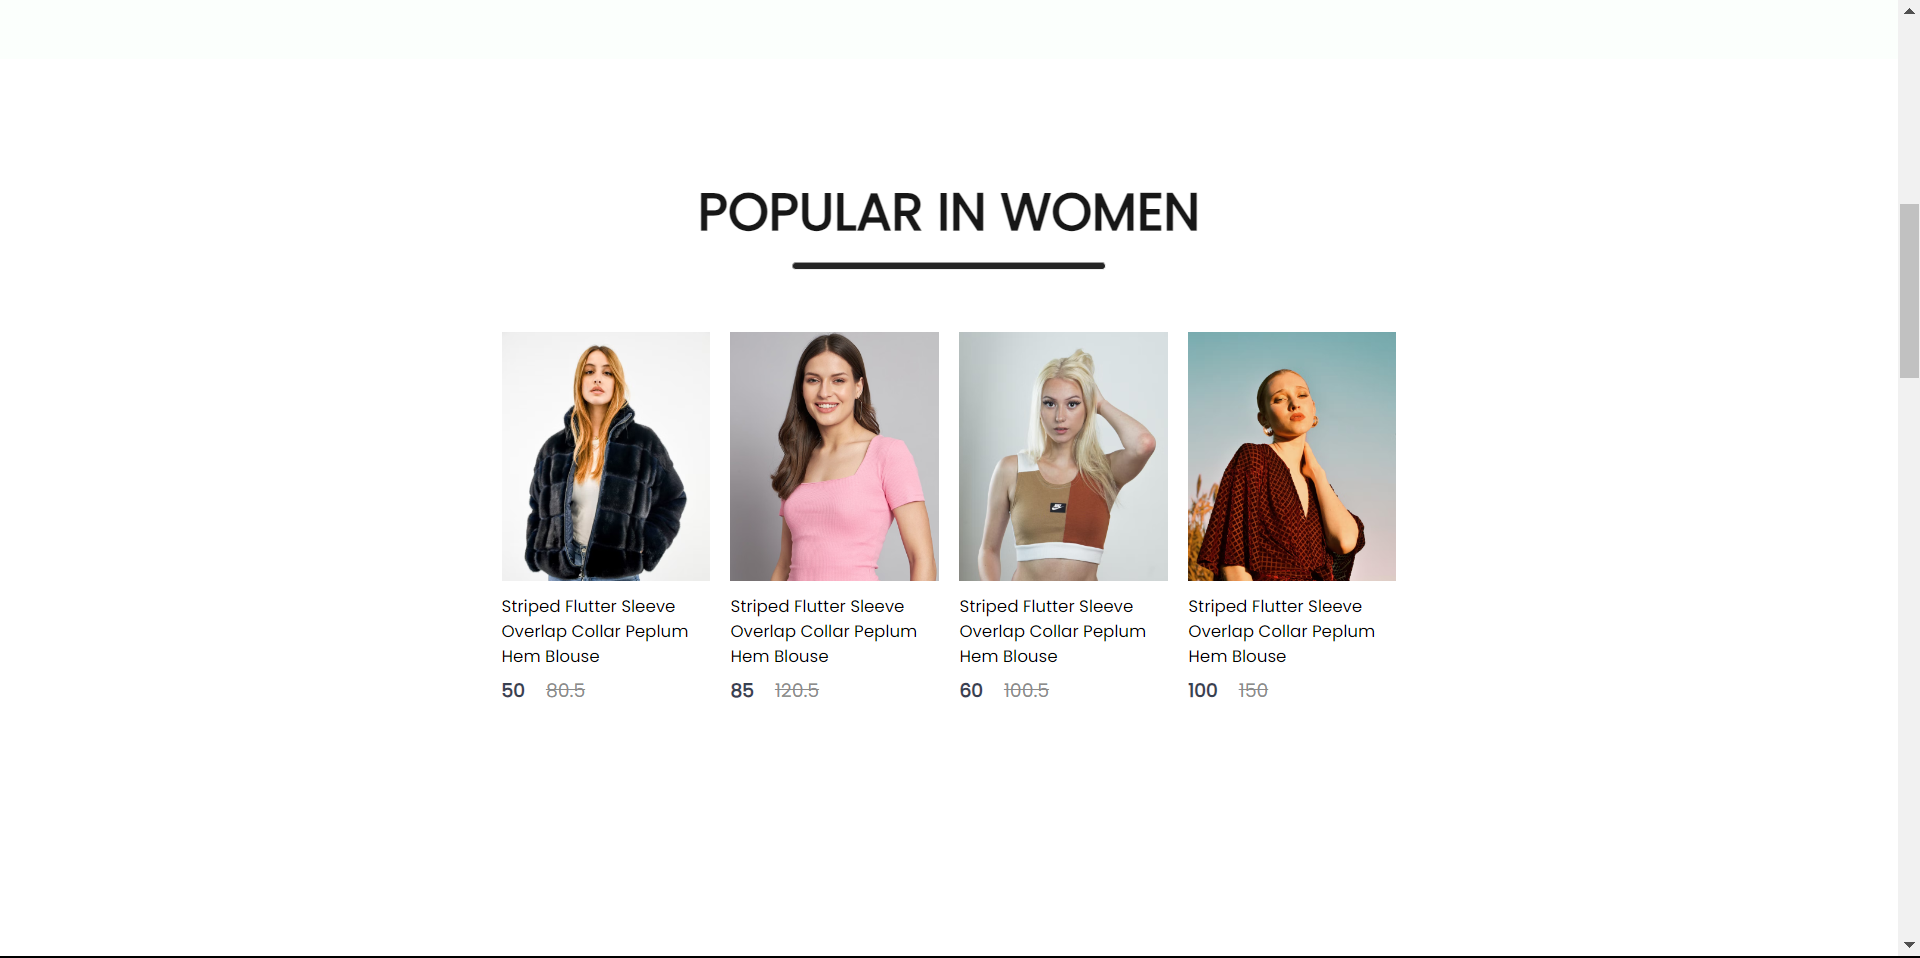 POPULAR IN WOMEN
Striped Flutter Sleeve
Overlap Collar Peplum
Hem Blouse
50 80.5
Striped Flutter Sleeve
Overlap Collar Peplum
Hem Blouse
85 120.5
Striped Flutter Sleeve
Overlap Collar Peplum
Hem Blouse
60 100.5
Striped Flutter Sleeve
Overlap Collar Peplum
Hem Blouse
100 150